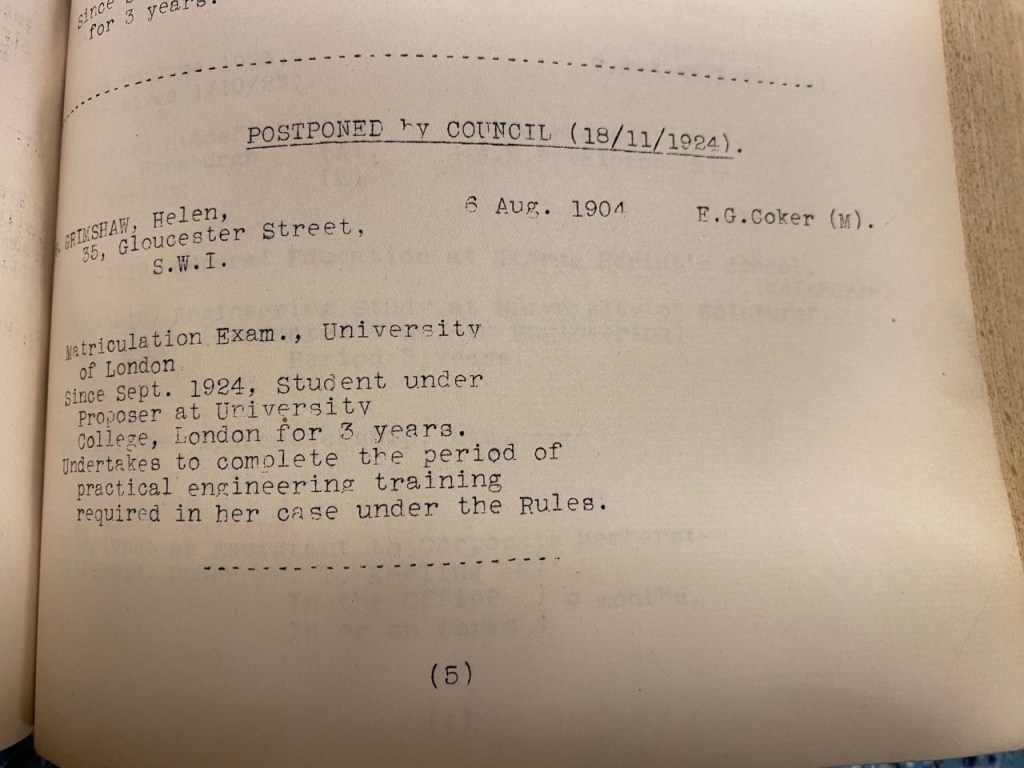 since
for 3 years.
POSTPONED by COUNCIL (18/11/1924).
GRIMSHAW, Helen, 6 Aug. 1904 E.G.Coker (M).
35, Gloucester Street,
S.W.I.
Matriculation Exam., University
of London
Since Sept. 1924, Student under
Proposer at University
College, London for 3 years.
Undertakes to complete the period of
practical engineering training
required in her case under the Rules.
(5)